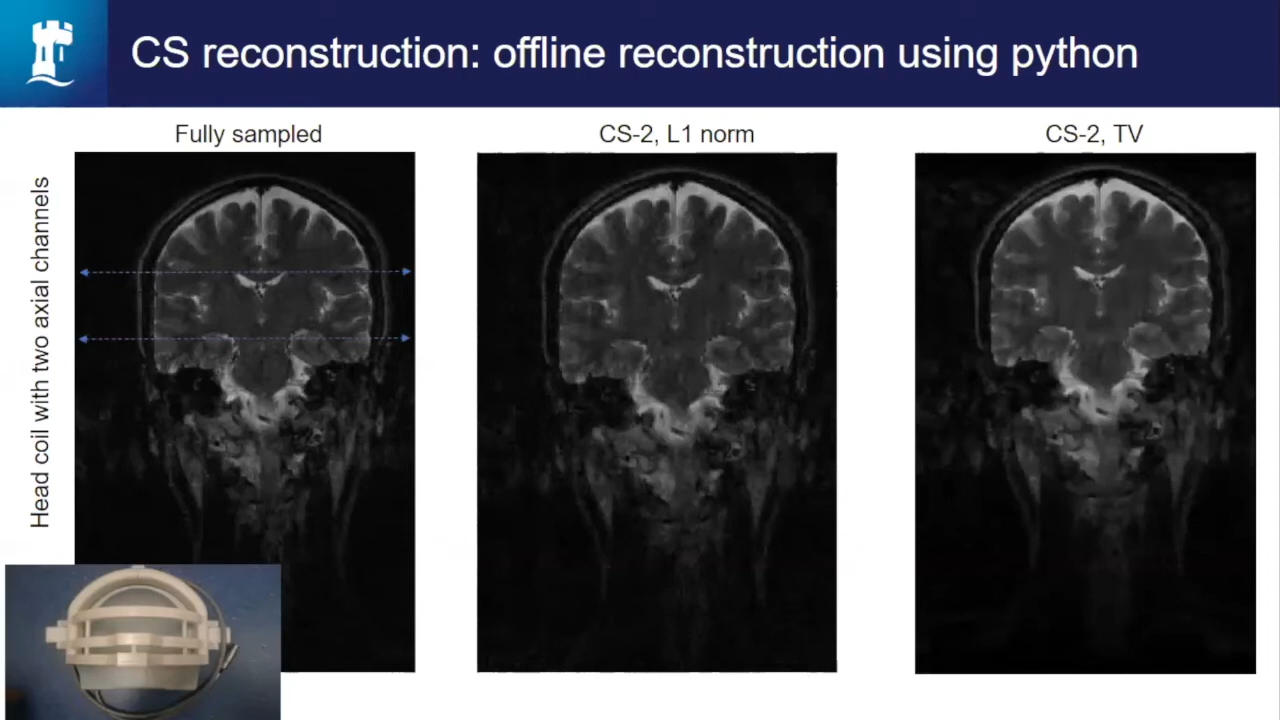 CS reconstruction: offline reconstruction using python
Fully sampled
CS-2, L1 norm
CS-2, TV
Head coil with two axial channels